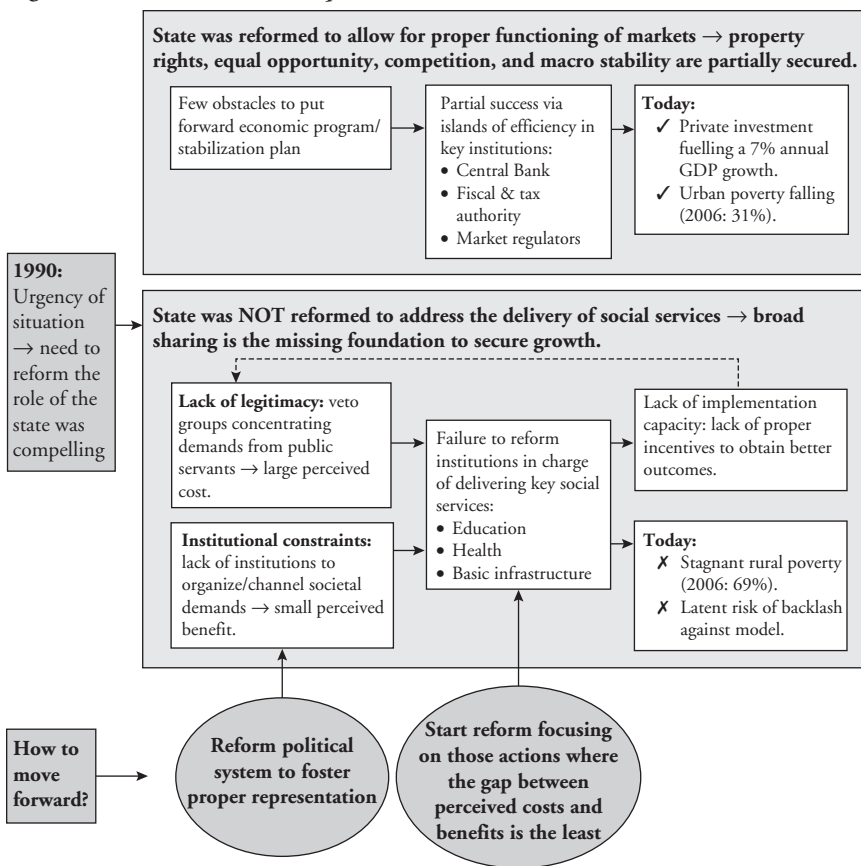 State was reformed to allow for proper functioning of markets → property
rights, equal opportunity, competition, and macro stability are partially secured.
Few obstacles to put
forward economic program/
stabilization plan
Partial success via
islands of efficiency in
key institutions:
• Central Bank
• Fiscal & tax
authority
• Market regulators
Today:
✓ Private investment
fuelling a 7% annual
GDP growth.
✓ Urban poverty falling
(2006: 31%).
1990:
Urgency of
situation
→ need to
reform the
role of the
state was
compelling
State was NOT reformed to address the delivery of social services → broad
sharing is the missing foundation to secure growth.
Lack of legitimacy: veto
groups concentrating
demands from public
servants → large perceived
cost.
Institutional constraints:
lack of institutions to
organize/channel societal
demands → small perceived
benefit.
Failure to reform
institutions in charge
of delivering key social
services:
• Education
• Health
• Basic infrastructure
Lack of implementation
capacity: lack of proper
incentives to obtain better
outcomes.
Today:
✗ Stagnant rural poverty
(2006: 69%).
✗ Latent risk of backlash
against model.
How to
move
forward?
Reform political
system to foster
proper representation
Start reform focusing
on those actions where
the gap between
perceived costs and
benefits is the least